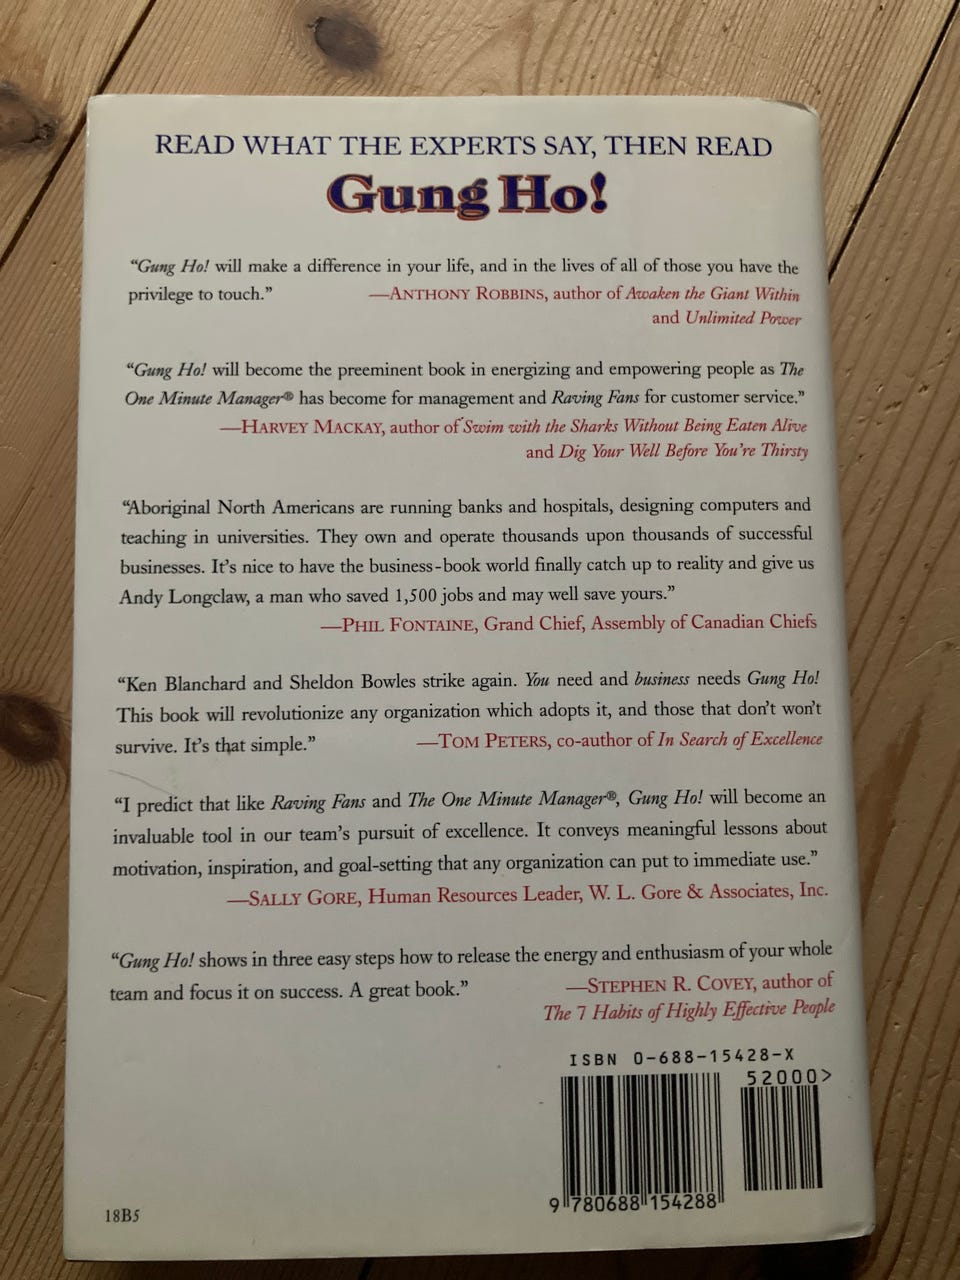 READ WHAT THE EXPERTS SAY, THEN READ
Gung Ho!
“Gung Ho! will make a difference in your life, and in the lives of all of those you have the
privilege to touch.” —ANTHONY ROBBINS, author of Awaken the Giant Within
and Unlimited Power
“Gung Ho! will become the preeminent book in energizing and empowering people as The
One Minute Manager® has become for management and Raving Fans for customer service.”
—HARVEY MACKAY, author of Swim with the Sharks Without Being Eaten Alive
and Dig Your Well Before You’re Thirsty
“Aboriginal North Americans are running banks and hospitals, designing computers and
teaching in universities. They own and operate thousands upon thousands of successful
businesses. It’s nice to have the business-book world finally catch up to reality and give us
Andy Longclaw, a man who saved 1,500 jobs and may well save yours.”
—PHIL FONTAINE, Grand Chief, Assembly of Canadian Chiefs
“Ken Blanchard and Sheldon Bowles strike again. You need and business needs Gung Ho!
This book will revolutionize any organization which adopts it, and those that don’t won’t
survive. It’s that simple.” —TOM PETERS, co-author of In Search of Excellence
“I predict that like Raving Fans and The One Minute Manager®, Gung Ho! will become an
invaluable tool in our team’s pursuit of excellence. It conveys meaningful lessons about
motivation, inspiration, and goal-setting that any organization can put to immediate use.”
—SALLY GORE, Human Resources Leader, W. L. Gore & Associates, Inc.
“Gung Ho! shows in three easy steps how to release the energy and enthusiasm of your whole
team and focus it on success. A great book.” —STEPHEN R. COVEY, author of
The 7 Habits of Highly Effective People
ISBN 0-688-15428-X
52000>
9 780688 154288
18B5